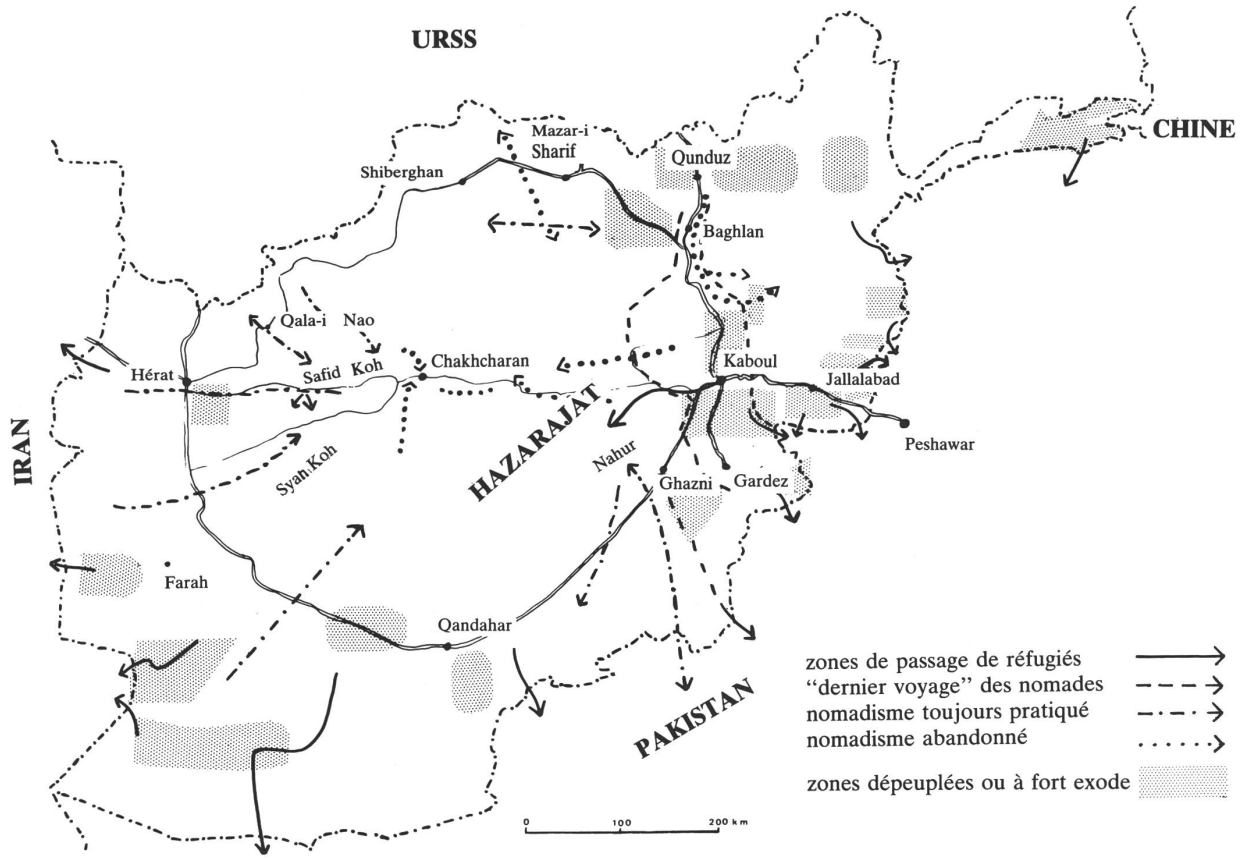 URSS
CHINE
Mazar-i
Sharif
Qunduz
Shiberghan
Baghlan
Qala-i Nao
Hérat
Safid Koh
Chakhcharan
Kaboul
Jallalabad
Peshawar
IRAN
HAZARAJAT
Syah Koh
Nahur
Ghazni
Gardez
Farah
Qandahar
PAKISTAN
zones de passage de réfugiés
“dernier voyage” des nomades
nomadisme toujours pratiqué
nomadisme abandonné
zones dépeuplées ou à fort exode
0 100 200 km